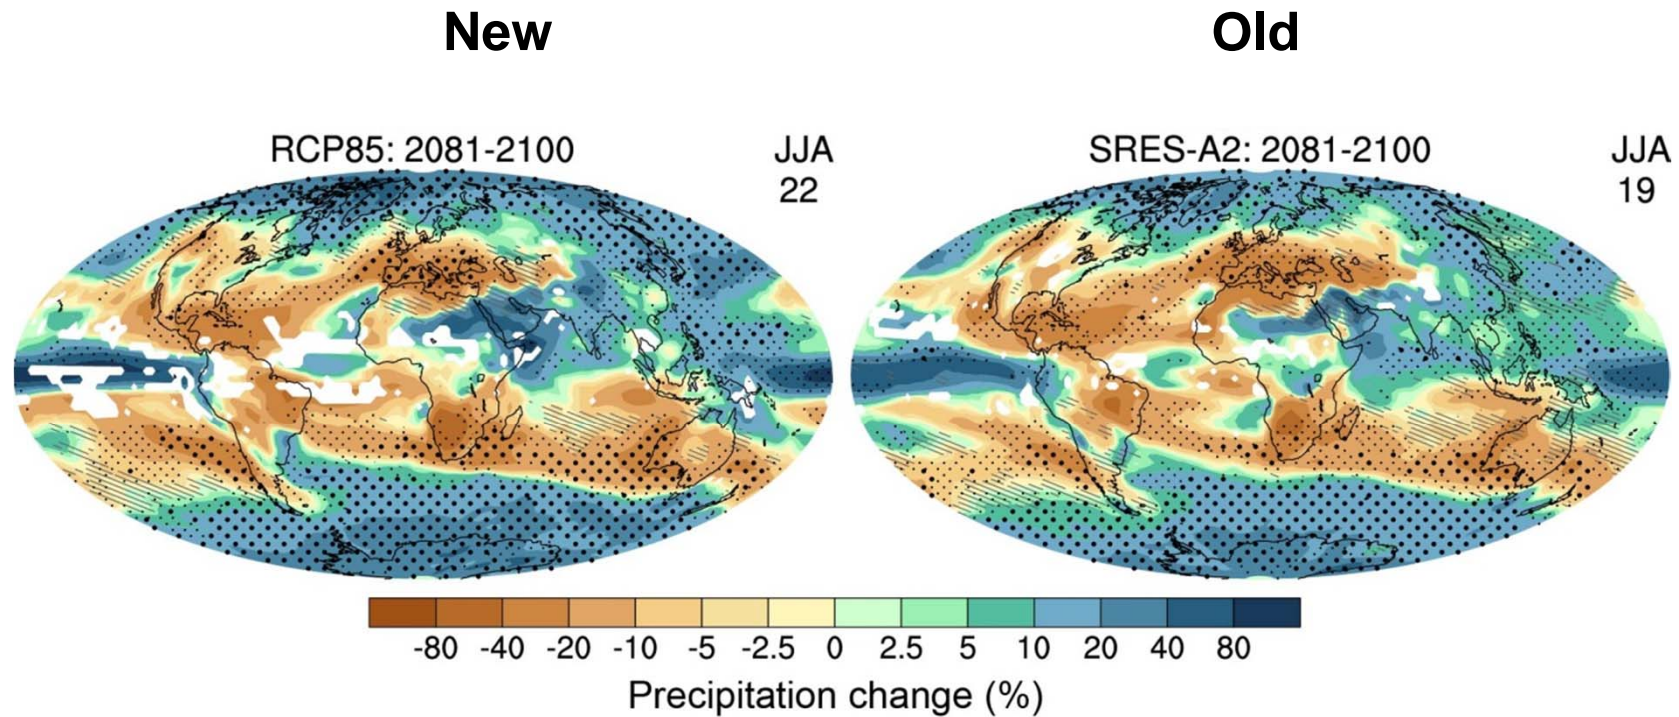 New
Old
RCP85: 2081-2100
JJA
22
SRES-A2: 2081-2100
JJA
19
-80 -40 -20 -10 -5 -2.5 0 2.5 5 10 20 40 80
Precipitation change (%)